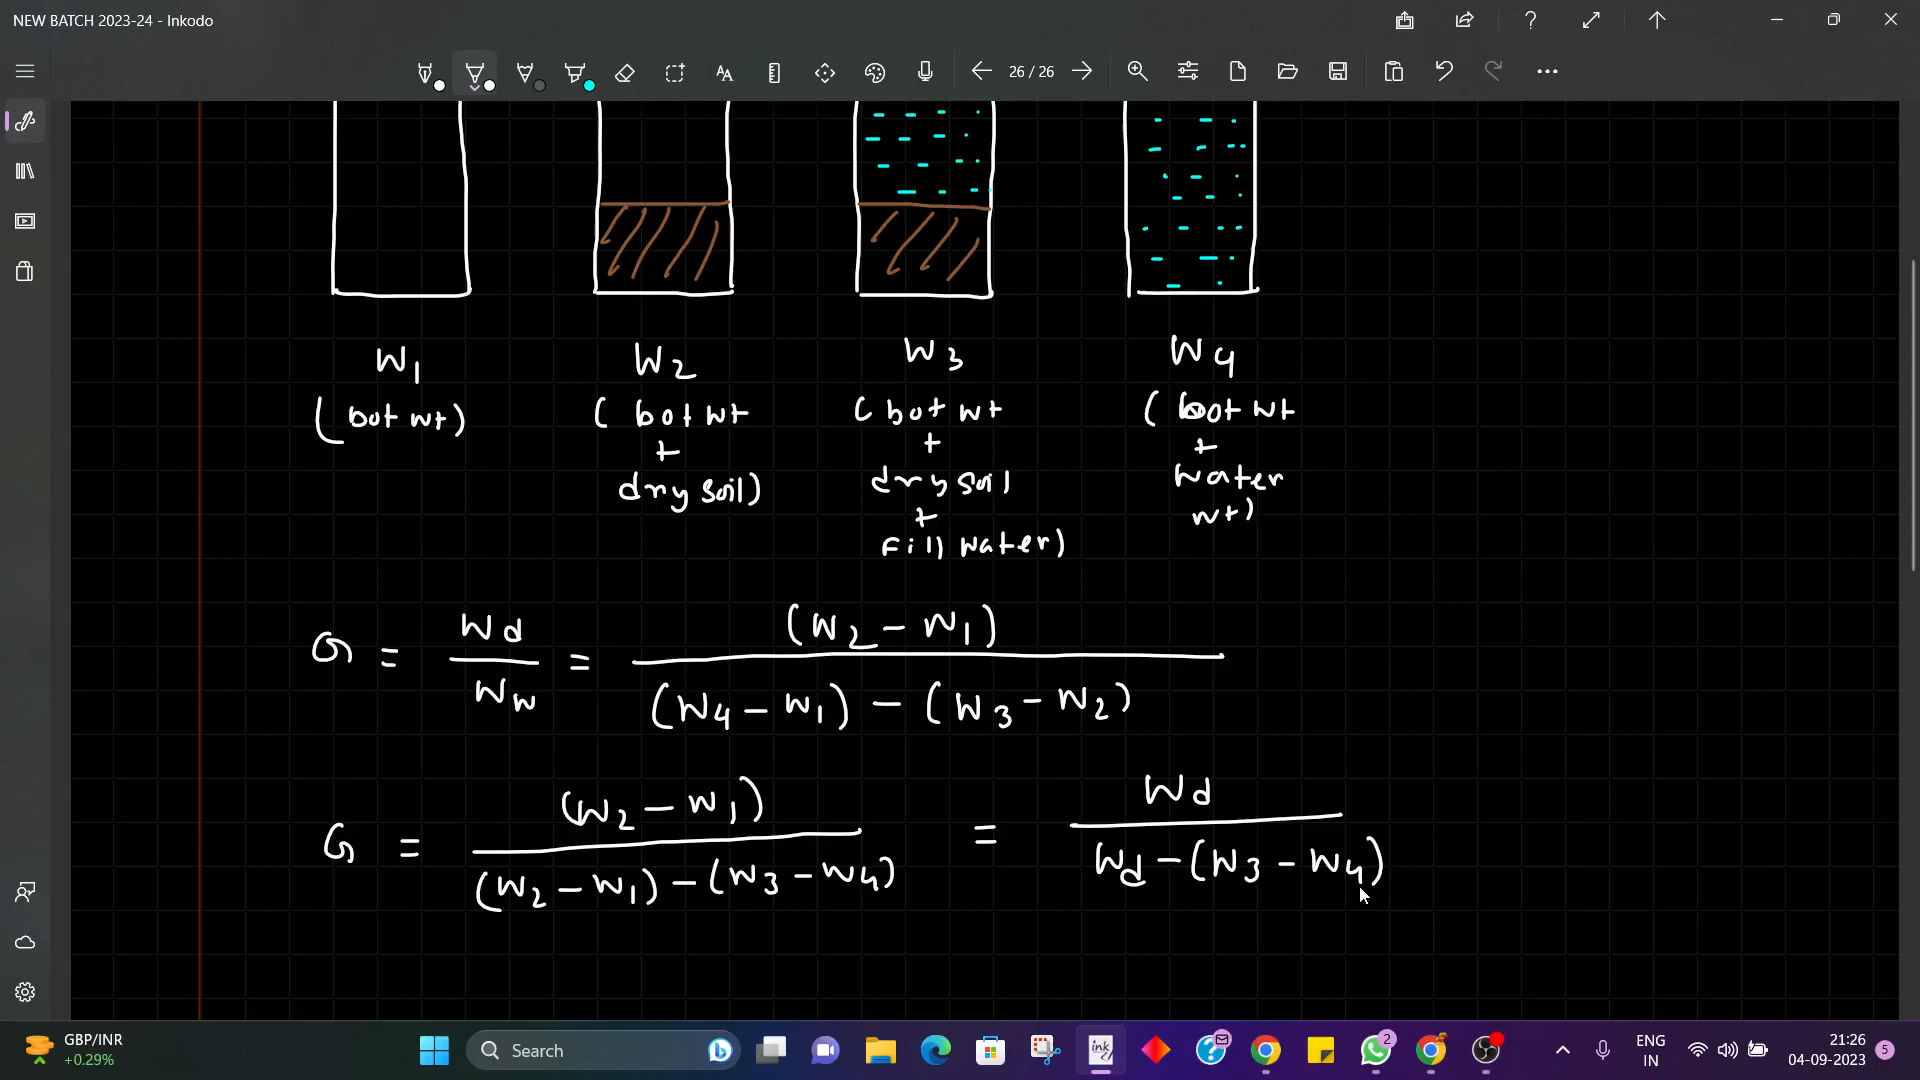 NEW BATCH 2023-24 - Inkodo
26 / 26
W1 W2 W3 W4
(bot wt) (bot wt (bot wt (bot wt
+ + + +
dry soil) dry soil water
+ wt)
Fill water)
G = Wd / Ww = (W2 - W1) / (W4 - W1) - (W3 - W2)
G = (W2 - W1) / (W2 - W1) - (W3 - W4) = Wd / Wd - (W3 - W4)
GBP/INR
+0.29%
Search
ink
2
ENG
IN
21:26
04-09-2023
5